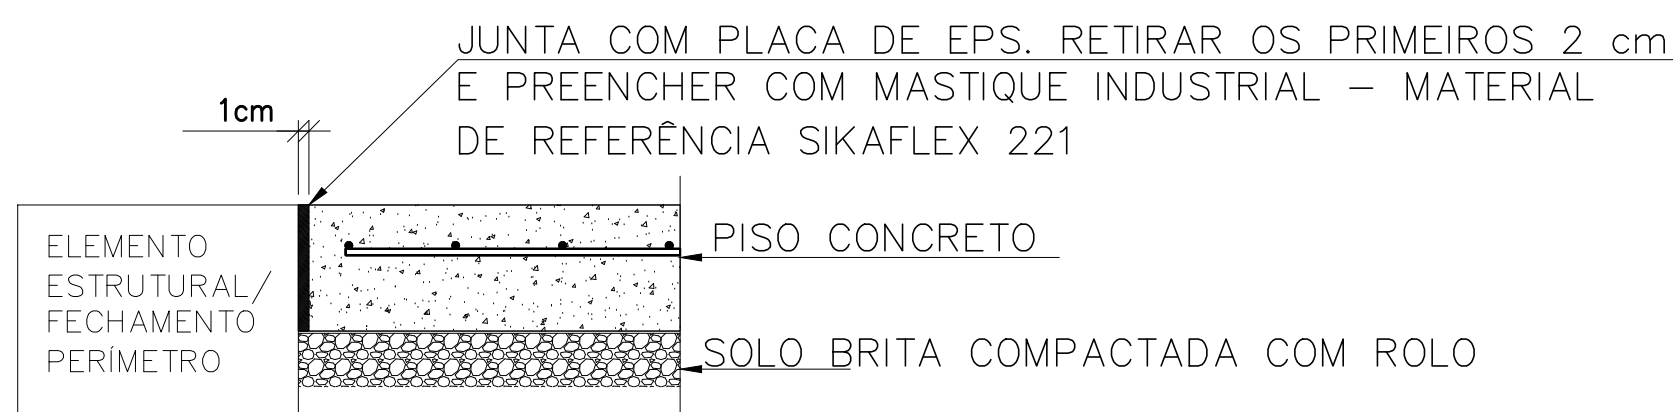 JUNTA COM PLACA DE EPS. RETIRAR OS PRIMEIROS 2 cm
E PREENCHER COM MASTIQUE INDUSTRIAL – MATERIAL
DE REFERÊNCIA SIKAFLEX 221
1cm
ELEMENTO
ESTRUTURAL/
FECHAMENTO
PERÍMETRO
PISO CONCRETO
SOLO BRITA COMPACTADA COM ROLO